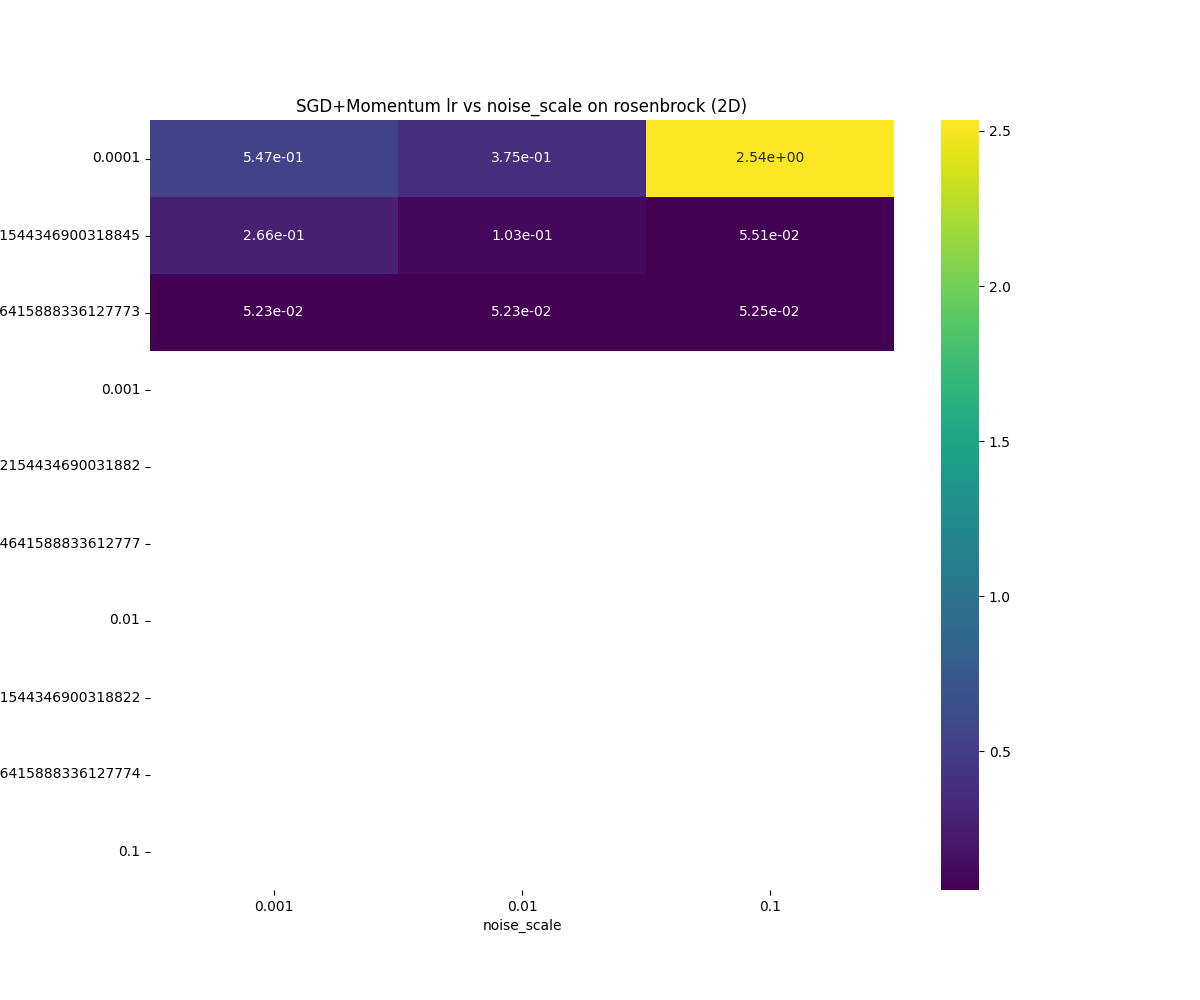 SGD+Momentum lr vs noise_scale on rosenbrock (2D)
0.0001 5.47e-01 3.75e-01 2.54e+00
1544346900318845 2.66e-01 1.03e-01 5.51e-02
6415888336127773 5.23e-02 5.23e-02 5.25e-02
0.001
2154434690031882
4641588833612777
0.01
1544346900318822
6415888336127774
0.1
0.001 0.01 0.1
noise_scale
2.5
2.0
1.5
1.0
0.5